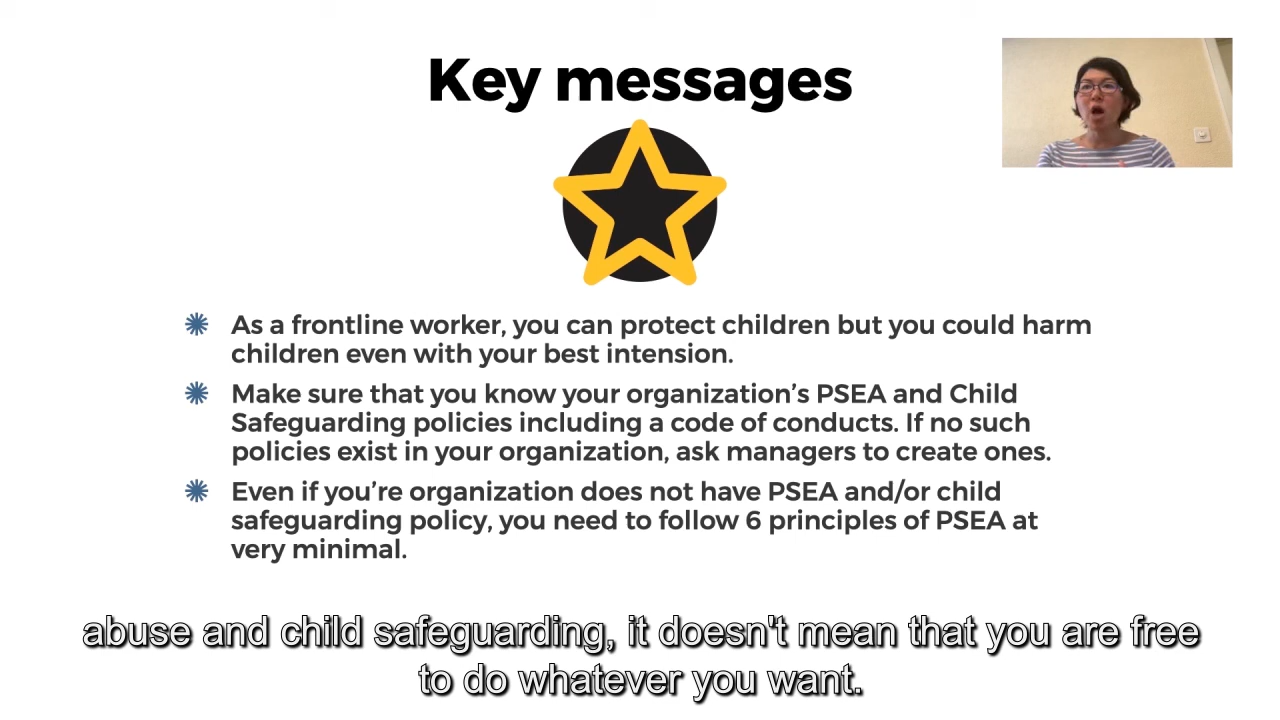 Key messages
As a frontline worker, you can protect children but you could harm
children even with your best intension.
Make sure that you know your organization's PSEA and Child
Safeguarding policies including a code of conducts. If no such
policies exist in your organization, ask managers to create ones.
Even if you're organization does not have PSEA and/or child
safeguarding policy, you need to follow 6 principles of PSEA at
very minimal.
abuse and child safeguarding, it doesn't mean that you are free
to do whatever you want.